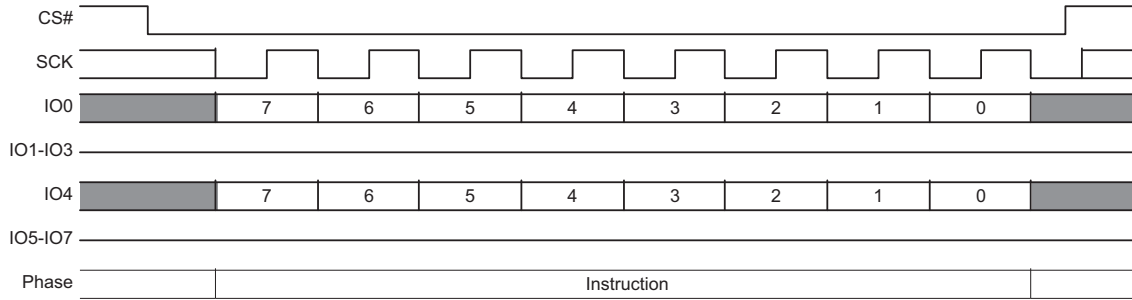 CS#
SCK
IO0 7 6 5 4 3 2 1 0
IO1-IO3
IO4 7 6 5 4 3 2 1 0
IO5-IO7
Phase Instruction